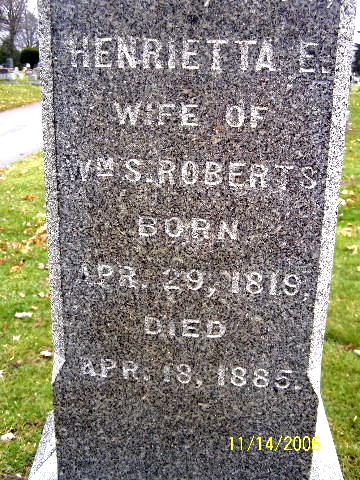 HENRIETTA E.
WIFE OF
WM S. ROBERTS
BORN
APR. 29, 1819,
DIED
APR. 18, 1885.
11/14/2006